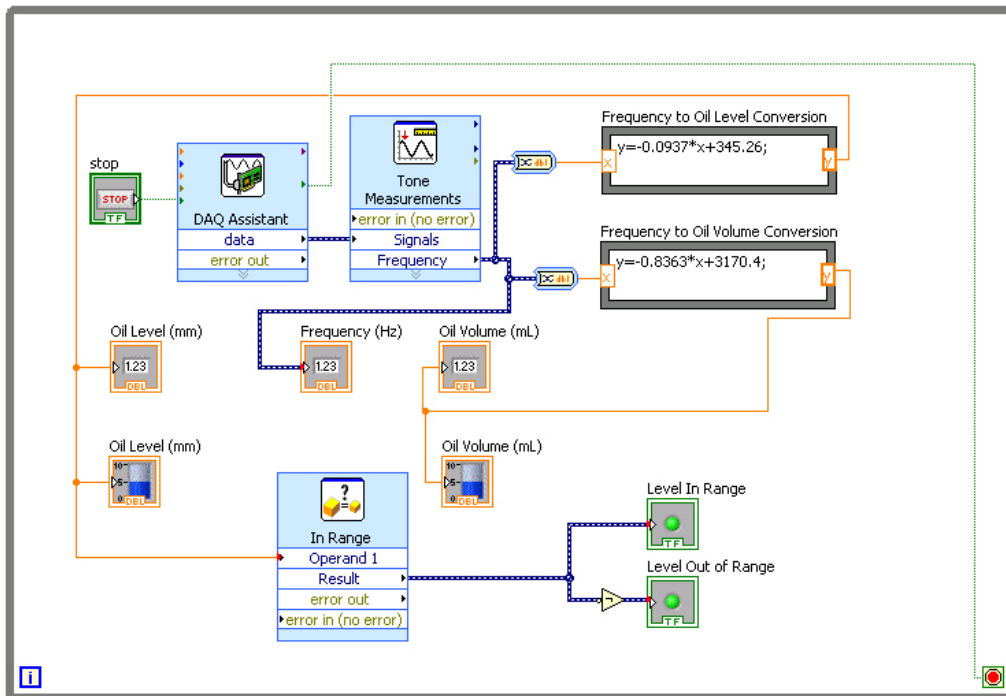 Frequency to Oil Level Conversion
y=-0.0937*x+345.26;
x
y
dbl
stop
STOP
TF
DAQ Assistant
data
error out
Tone
Measurements
error in (no error)
Signals
Frequency
Frequency to Oil Volume Conversion
y=-0.8363*x+3170.4;
x
y
dbl
Oil Level (mm)
1.23
DBL
Frequency (Hz)
1.23
DBL
Oil Volume (mL)
1.23
DBL
Oil Level (mm)
10
5
0
DBL
Oil Volume (mL)
10
5
0
DBL
?
=
In Range
Operand 1
Result
error out
error in (no error)
Level In Range
TF
Level Out of Range
TF
i